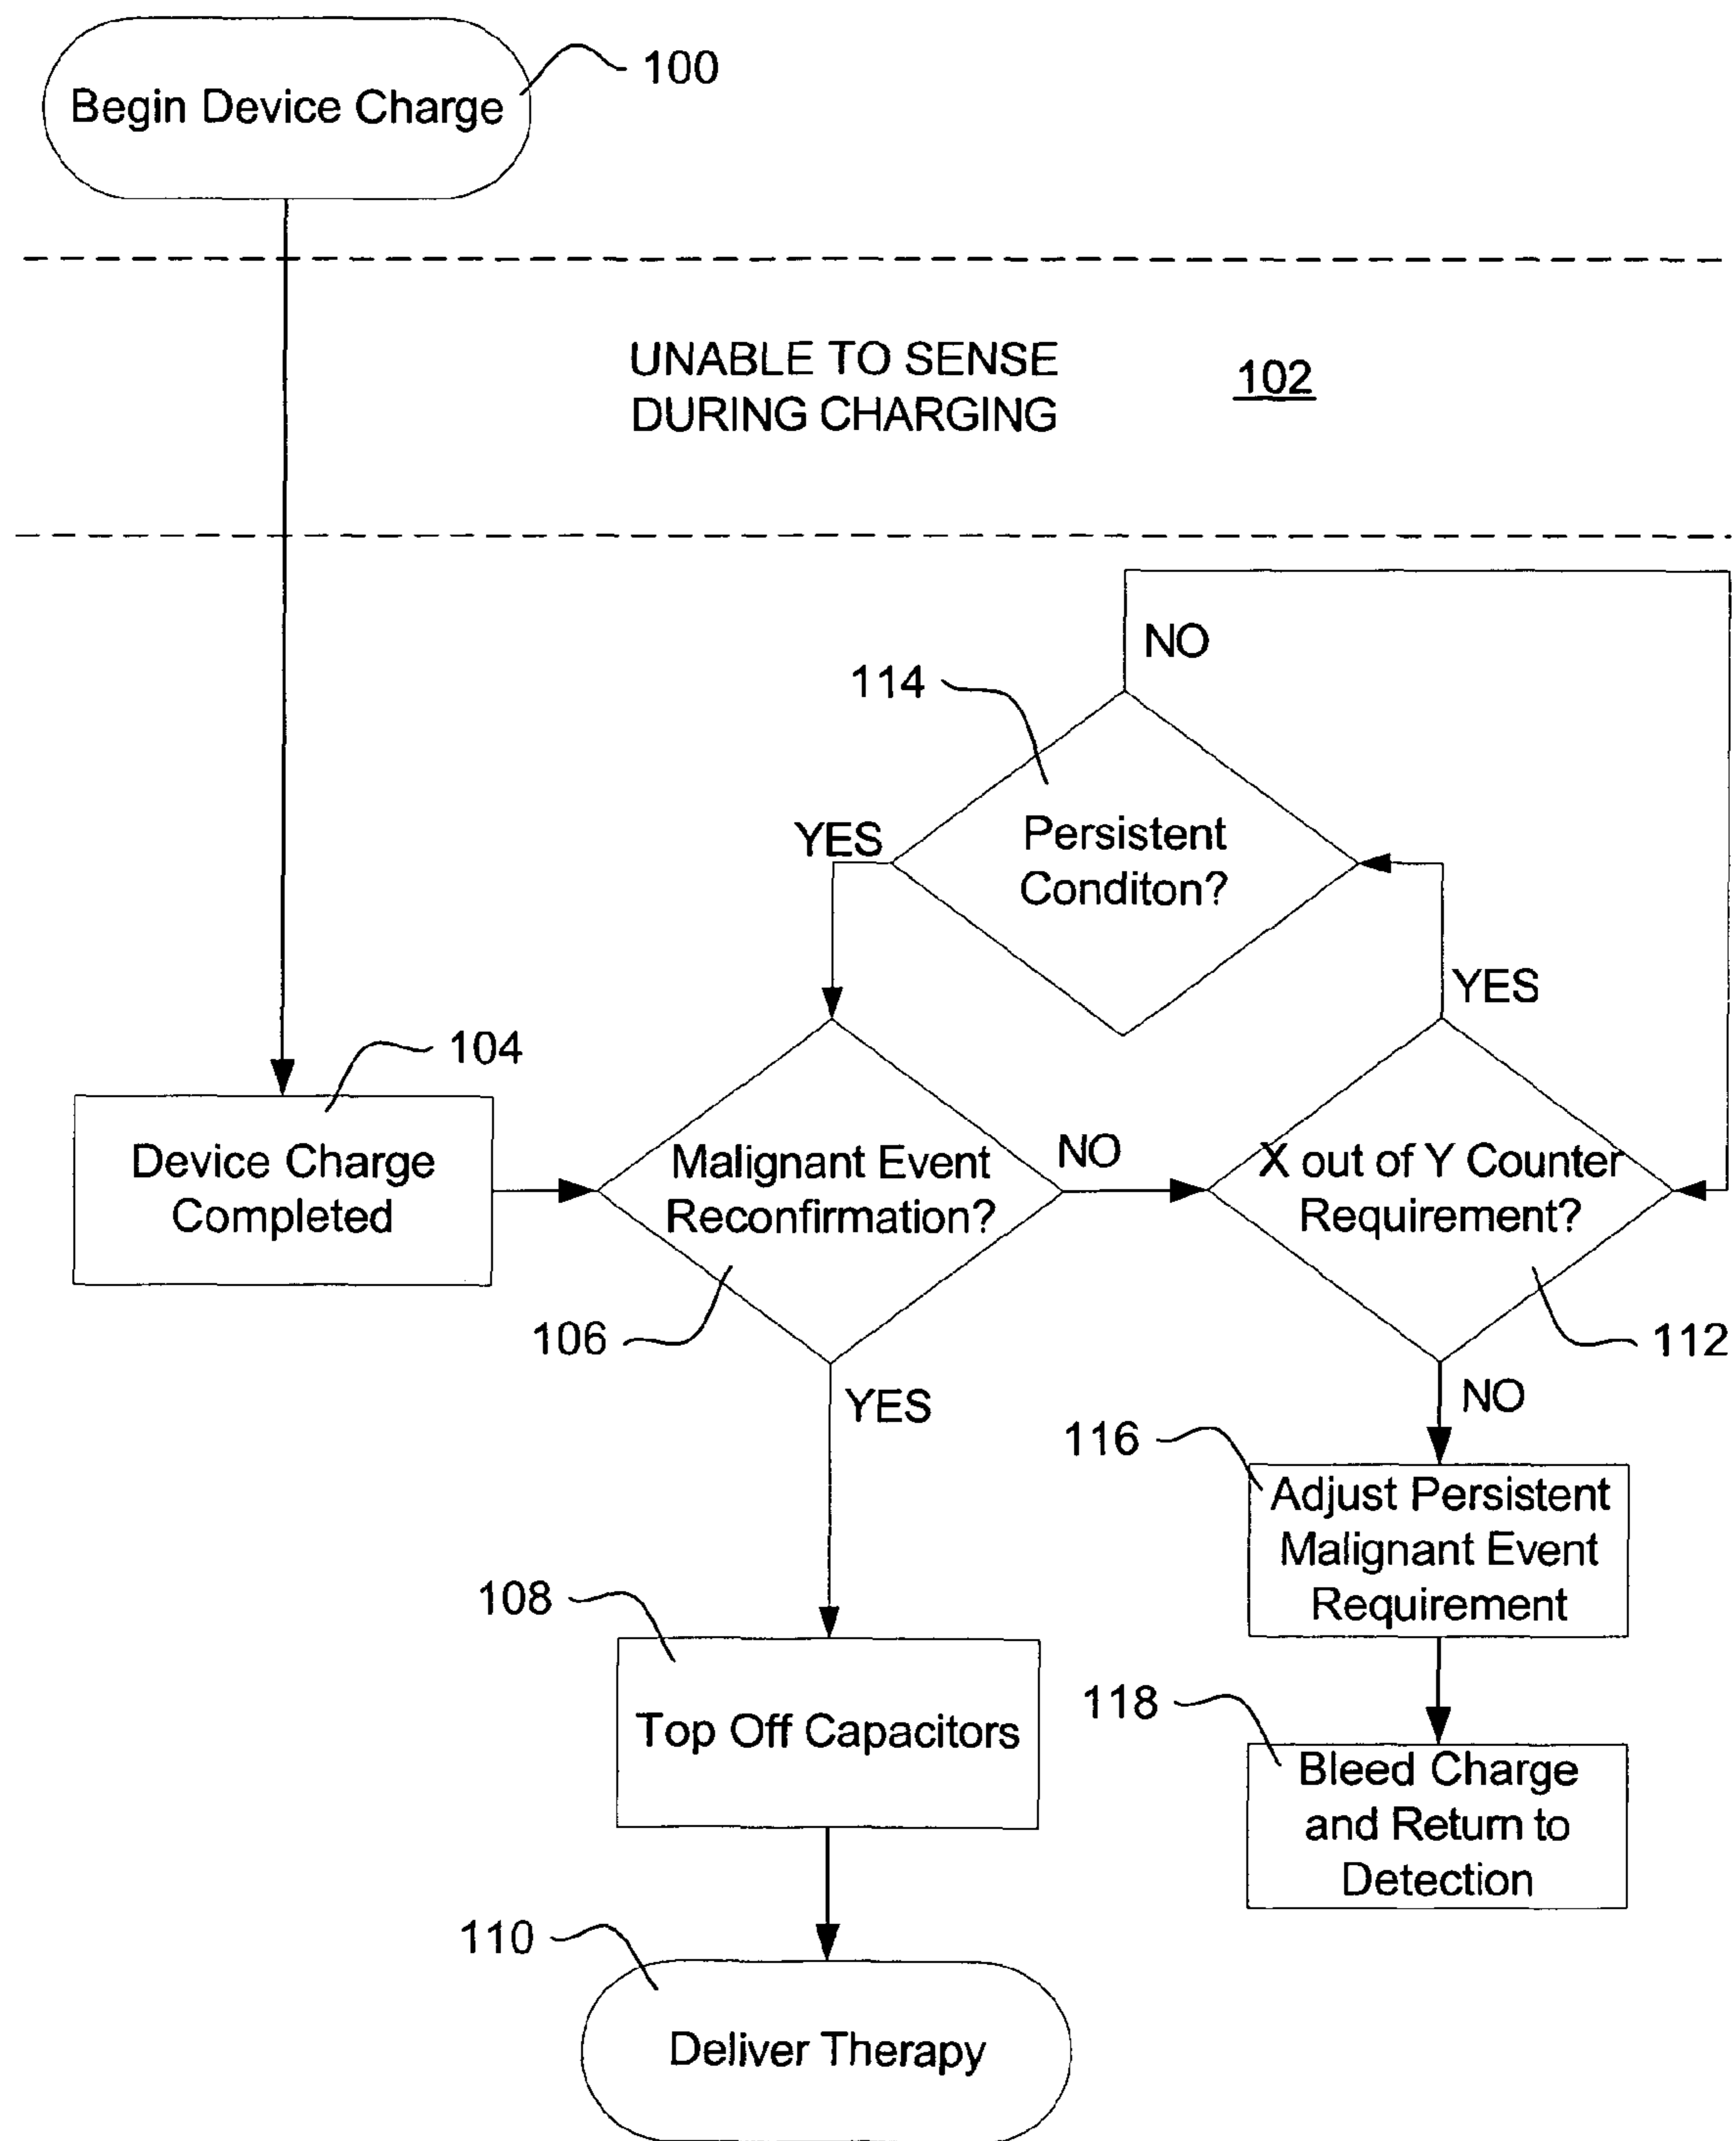 100
Begin Device Charge
UNABLE TO SENSE
DURING CHARGING
102
NO
114
YES
Persistent
Conditon?
YES
104
Device Charge
Completed
Malignant Event
Reconfirmation?
NO
X out of Y Counter
Requirement?
106
112
YES
NO
116
Adjust Persistent
Malignant Event
Requirement
108
Top Off Capacitors
118
Bleed Charge
and Return to
Detection
110
Deliver Therapy